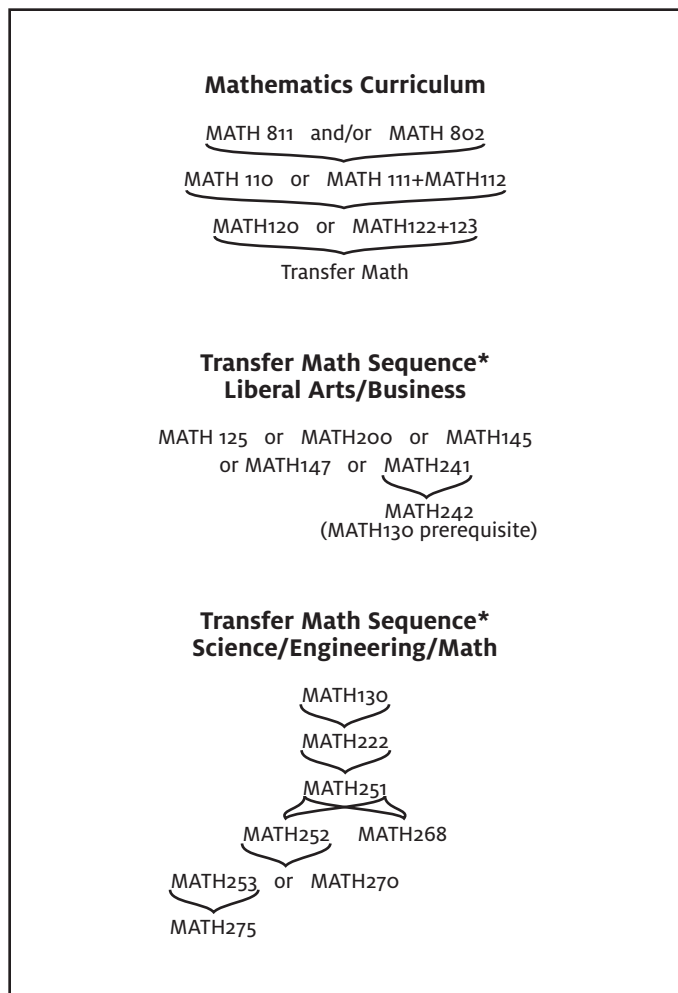 Mathematics Curriculum
MATH 811 and/or MATH 802
MATH 110 or MATH 111+MATH112
MATH120 or MATH122+123
Transfer Math
Transfer Math Sequence*
Liberal Arts/Business
MATH 125 or MATH200 or MATH145
or MATH147 or MATH241
MATH242
(MATH130 prerequisite)
Transfer Math Sequence*
Science/Engineering/Math
MATH130
MATH222
MATH251
MATH252 MATH268
MATH253 or MATH270
MATH275